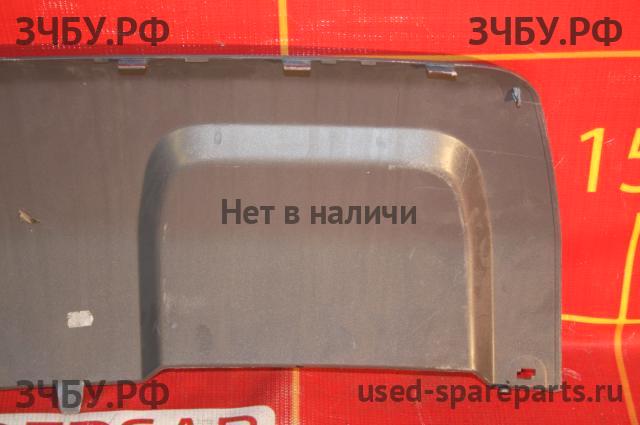 ЗЧБУ.РФ ЗЧБУ.РФ
15
Нет в наличи
ЗЧБУ.РФ used-spareparts.ru